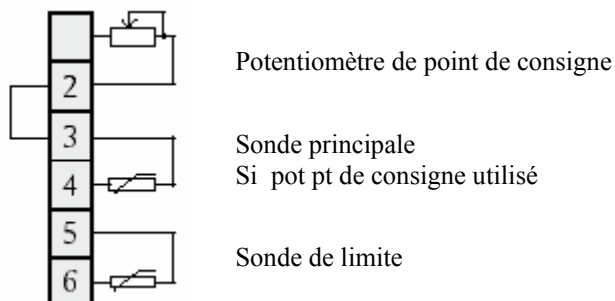 Potentiomètre de point de consigne
2
3
Sonde principale
4
Si pot pt de consigne utilisé
5
Sonde de limite
6